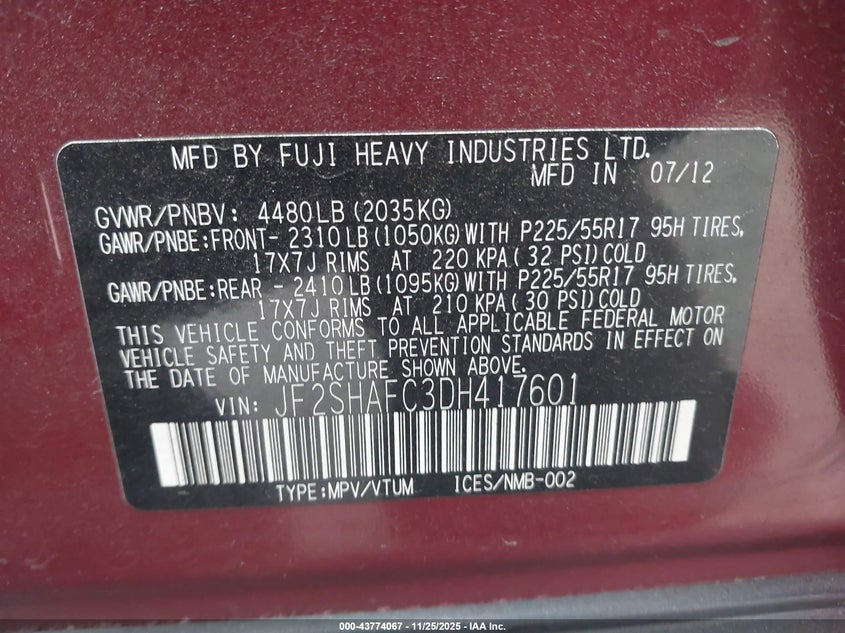 MFD BY FUJI HEAVY INDUSTRIES LTD.
MFD IN 07/12
GVWR/PNBV: 4480LB (2035KG)
GAWR/PNBE:FRONT- 2310 LB (1050KG) WITH P225/55R17 95H TIRES,
17X7J RIMS AT 220 KPA ( 32 PSI) COLD
GAWR/PNBE:REAR - 2410 LB (1095KG) WITH P225/55R17 95H TIRES,
17X7J RIMS AT 210 KPA ( 30 PSI) COLD
THIS VEHICLE CONFORMS TO ALL APPLICABLE FEDERAL MOTOR
VEHICLE SAFETY AND THEFT PREVENTION STANDARDS IN EFFECT ON
THE DATE OF MANUFACTURE SHOWN ABOVE.
VIN: JF2SHAFC3DH417601
TYPE:MPV/VTUM ICES/NMB-002
000-43774067 - 11/25/2025 - IAA Inc.